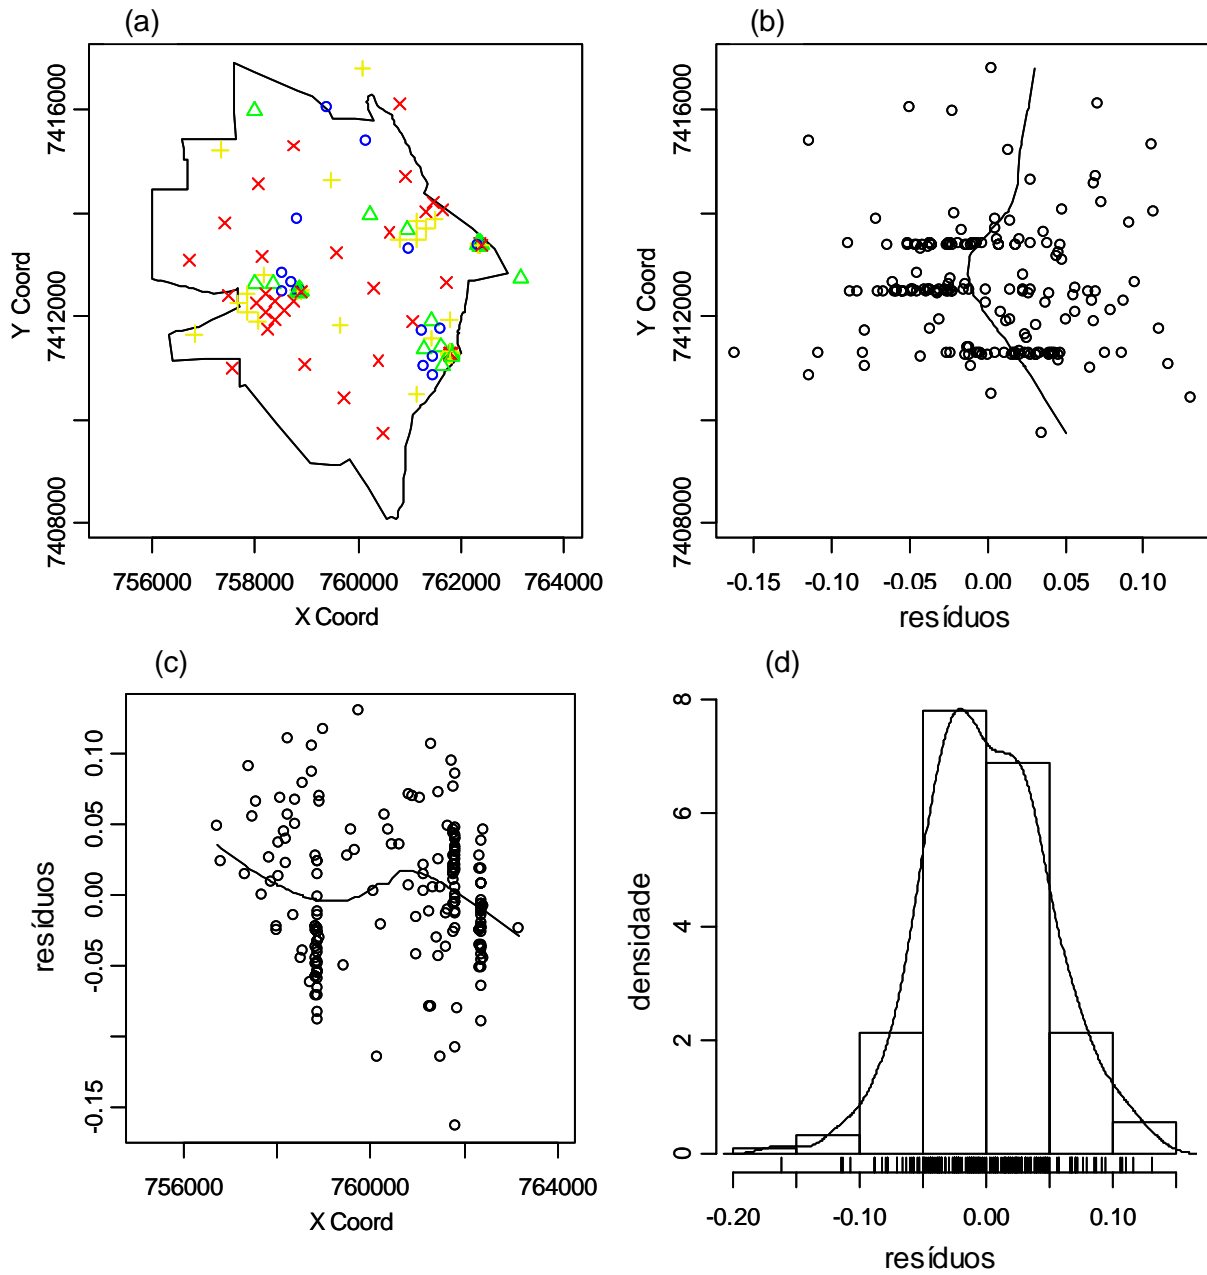 (a)
7416000
7412000
7408000
Y Coord
756000 758000 760000 762000 764000
X Coord
(b)
7416000
7412000
7408000
Y Coord
-0.15 -0.10 -0.05 0.00 0.05 0.10
resíduos
(c)
0.10
0.05
0.00
-0.05
-0.15
resíduos
756000 760000 764000
X Coord
(d)
8
6
4
2
0
densidade
-0.20 -0.10 0.00 0.10
resíduos